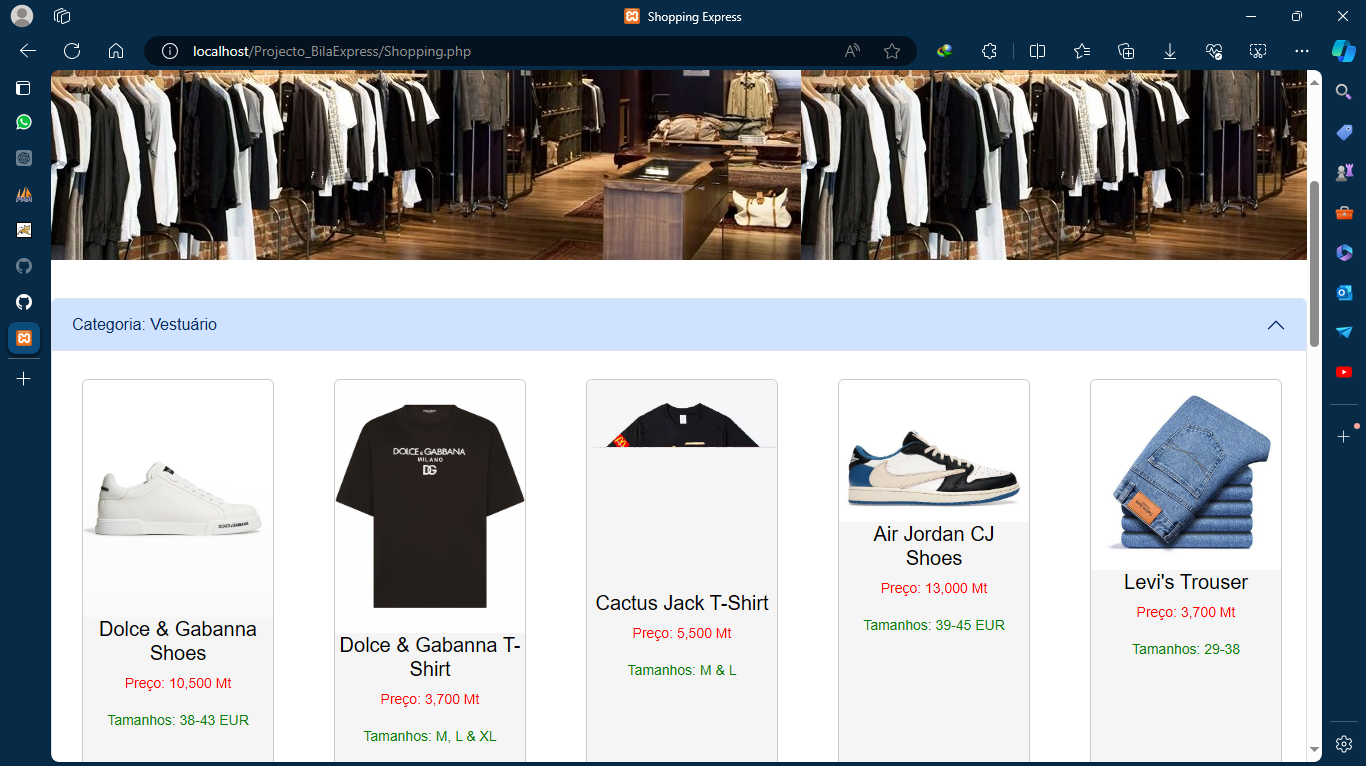 Shopping Express
localhost/Projecto_BilaExpress/Shopping.php
Categoria: Vestuário
DOLCE & GABBANA
MILANO
DG
DOLCE & GABBANA
Dolce & Gabanna
Shoes
Preço: 10,500 Mt
Tamanhos: 38-43 EUR
Dolce & Gabanna T-
Shirt
Preço: 3,700 Mt
Tamanhos: M, L & XL
Cactus Jack T-Shirt
Preço: 5,500 Mt
Tamanhos: M & L
Air Jordan CJ
Shoes
Preço: 13,000 Mt
Tamanhos: 39-45 EUR
Levi's Trouser
Preço: 3,700 Mt
Tamanhos: 29-38